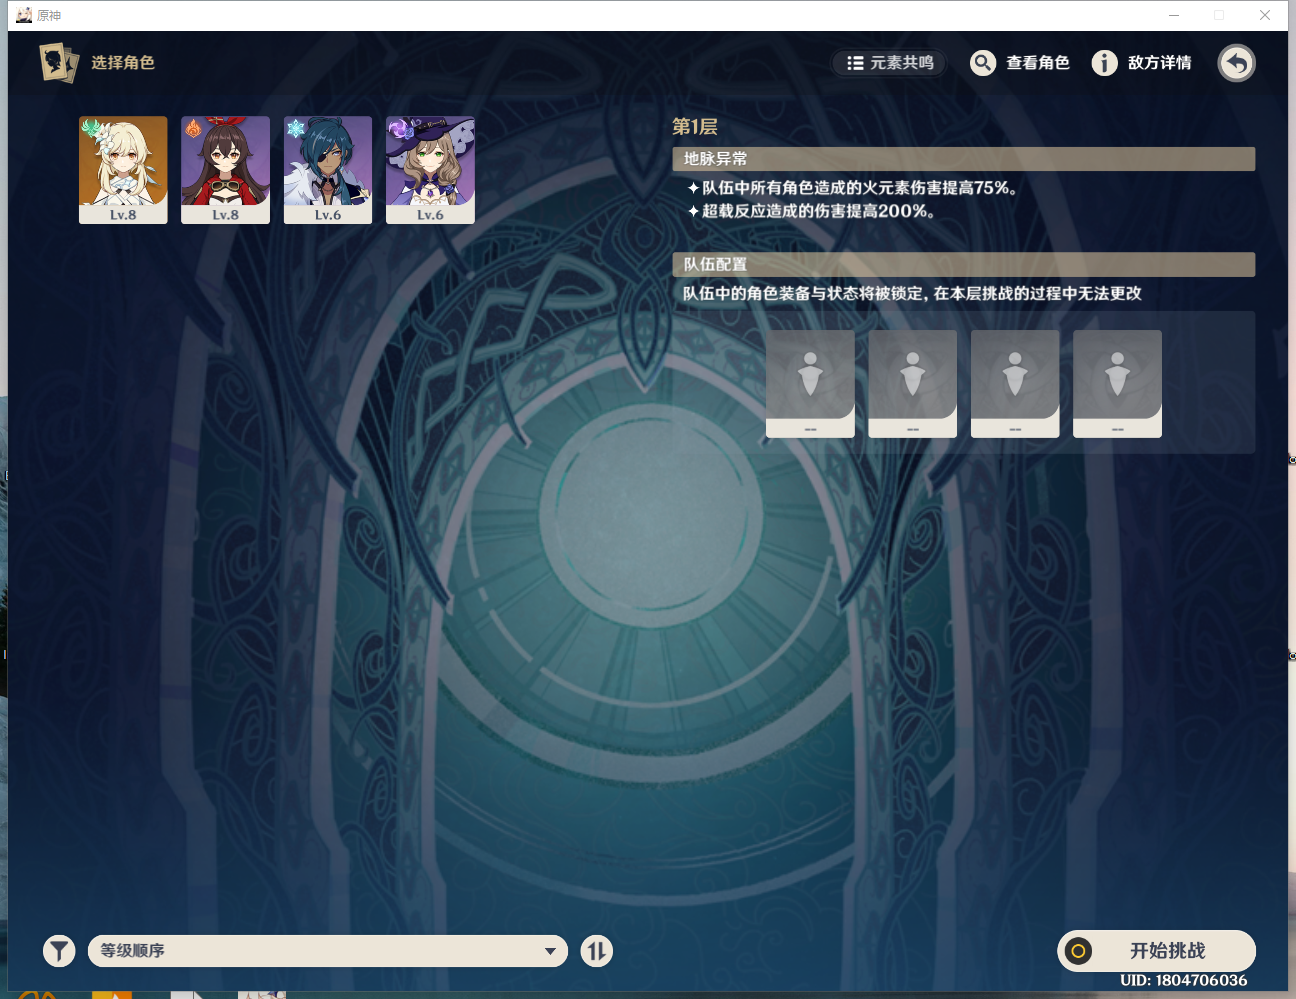 原神
选择角色
元素共鸣
查看角色
敌方详情
Lv.8
Lv.8
Lv.6
Lv.6
第1层
地脉异常
队伍中所有角色造成的火元素伤害提高75%。
超载反应造成的伤害提高200%。
队伍配置
队伍中的角色装备与状态将被锁定，在本层挑战的过程中无法更改
--
--
--
--
等级顺序
开始挑战
UID: 1804706036